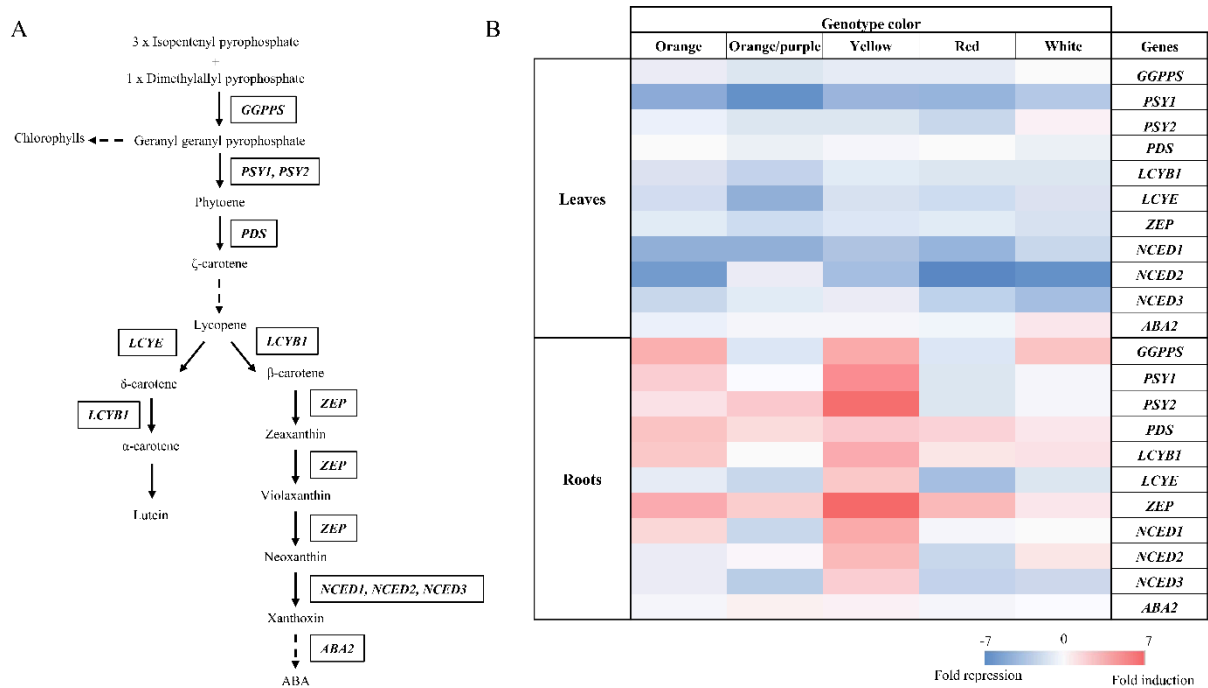 A
3 x Isopentenyl pyrophosphate
+
1 x Dimethylallyl pyrophosphate
GGPPS
Chlorophylls
Geranyl geranyl pyrophosphate
PSY1, PSY2
Phytoene
PDS
ζ-carotene
Lycopene
LCYE
LCYB1
δ-carotene
β-carotene
LCYB1
ZEP
α-carotene
Zeaxanthin
ZEP
Lutein
Violaxanthin
ZEP
Neoxanthin
NCED1, NCED2, NCED3
Xanthoxin
ABA2
ABA
B
Genotype color
Orange Orange/purple Yellow Red White Genes
Leaves
GGPPS
PSY1
PSY2
PDS
LCYB1
LCYE
ZEP
NCED1
NCED2
NCED3
ABA2
Roots
GGPPS
PSY1
PSY2
PDS
LCYB1
LCYE
ZEP
NCED1
NCED2
NCED3
ABA2
-7 0 7
Fold repression Fold induction